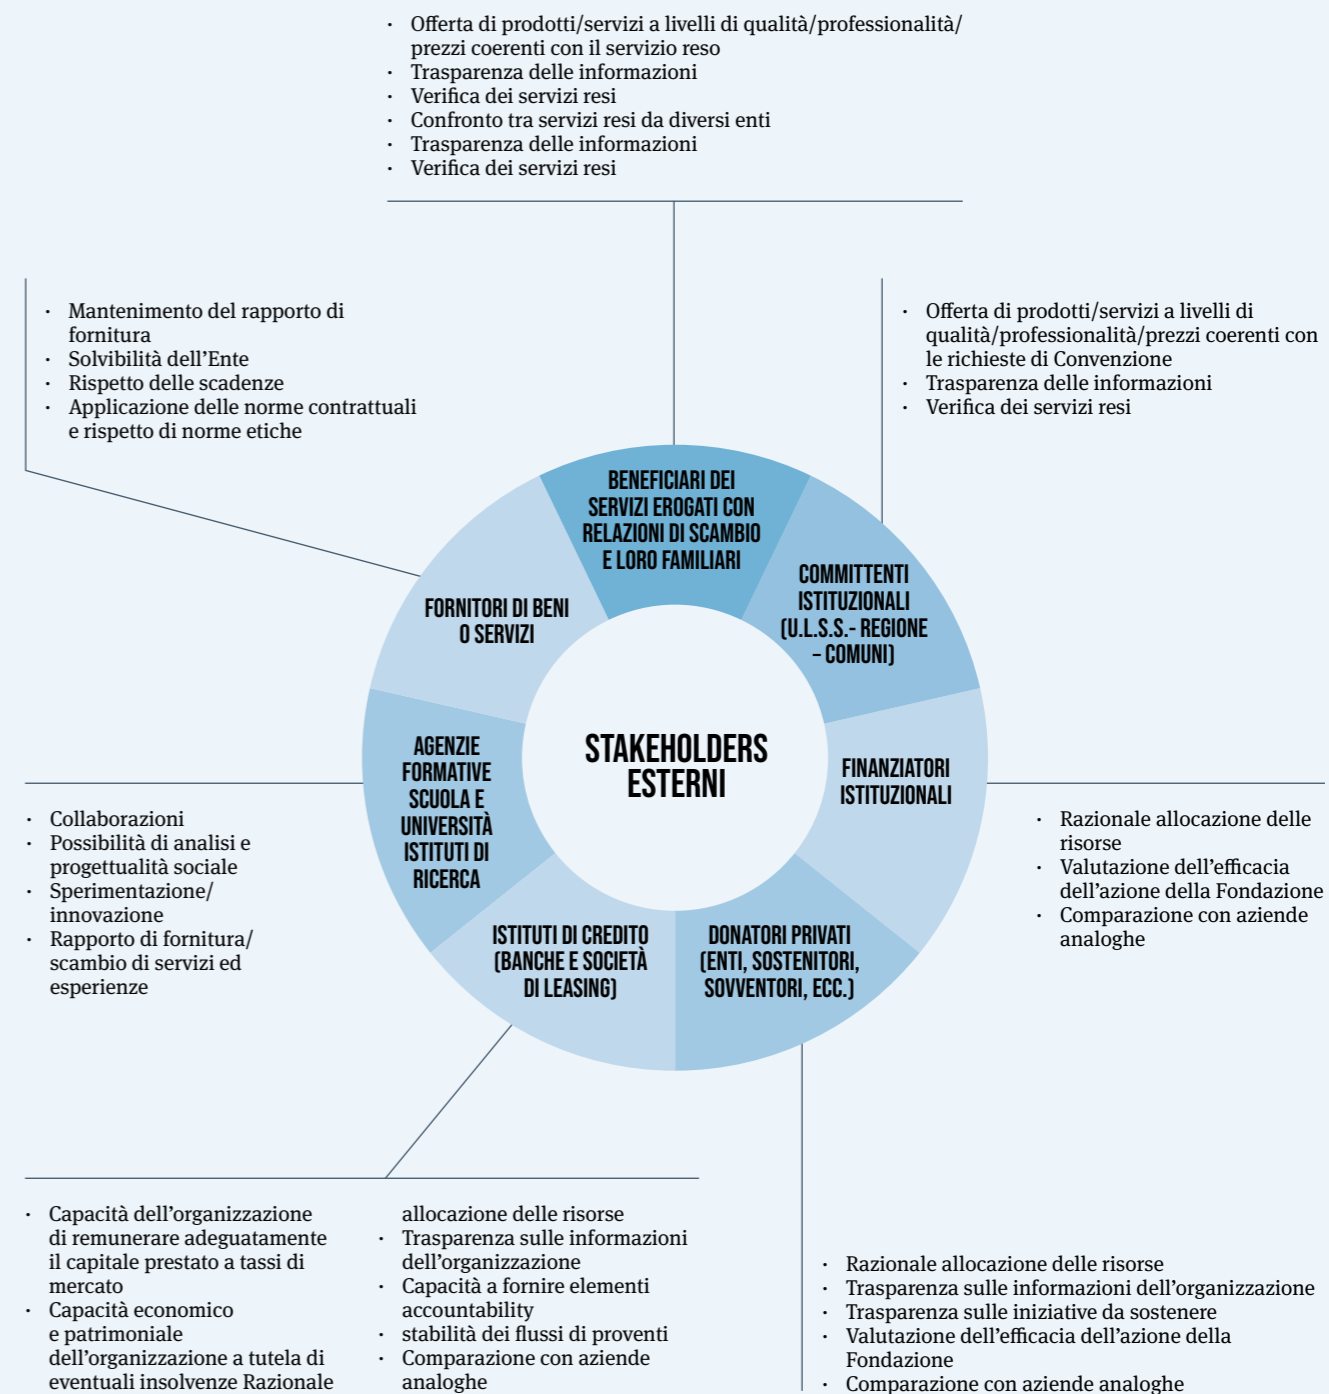 · Offerta di prodotti/servizi a livelli di qualità/professionalità/
prezzi coerenti con il servizio reso
· Trasparenza delle informazioni
· Verifica dei servizi resi
· Confronto tra servizi resi da diversi enti
· Trasparenza delle informazioni
· Verifica dei servizi resi
· Mantenimento del rapporto di
fornitura
· Solvibilità dell’Ente
· Rispetto delle scadenze
· Applicazione delle norme contrattuali
e rispetto di norme etiche
· Offerta di prodotti/servizi a livelli di
qualità/professionalità/prezzi coerenti con
le richieste di Convenzione
· Trasparenza delle informazioni
· Verifica dei servizi resi
BENEFICIARI DEI
SERVIZI EROGATI CON
RELAZIONI DI SCAMBIO
E LORO FAMILIARI
COMMITTENTI
ISTITUZIONALI
(U.L.S.S.- REGIONE
– COMUNI)
FORNITORI DI BENI
O SERVIZI
STAKEHOLDERS
ESTERNI
AGENZIE
FORMATIVE
SCUOLA E
UNIVERSITÀ
ISTITUTI DI
RICERCA
FINANZIATORI
ISTITUZIONALI
ISTITUTI DI CREDITO
(BANCHE E SOCIETÀ
DI LEASING)
DONATORI PRIVATI
(ENTI, SOSTENITORI,
SOVVENTORI, ECC.)
· Collaborazioni
· Possibilità di analisi e
progettualità sociale
· Sperimentazione/
innovazione
· Rapporto di fornitura/
scambio di servizi ed
esperienze
· Razionale allocazione delle
risorse
· Valutazione dell’efficacia
dell’azione della Fondazione
· Comparazione con aziende
analoghe
· Capacità dell’organizzazione
di remunerare adeguatamente
il capitale prestato a tassi di
mercato
· Capacità economico
e patrimoniale
dell’organizzazione a tutela di
eventuali insolvenze Razionale
allocazione delle risorse
· Trasparenza sulle informazioni
dell’organizzazione
· Capacità a fornire elementi
accountability
· stabilità dei flussi di proventi
· Comparazione con aziende
analoghe
· Razionale allocazione delle risorse
· Trasparenza sulle informazioni dell’organizzazione
· Trasparenza sulle iniziative da sostenere
· Valutazione dell’efficacia dell’azione della
Fondazione
· Comparazione con aziende analoghe